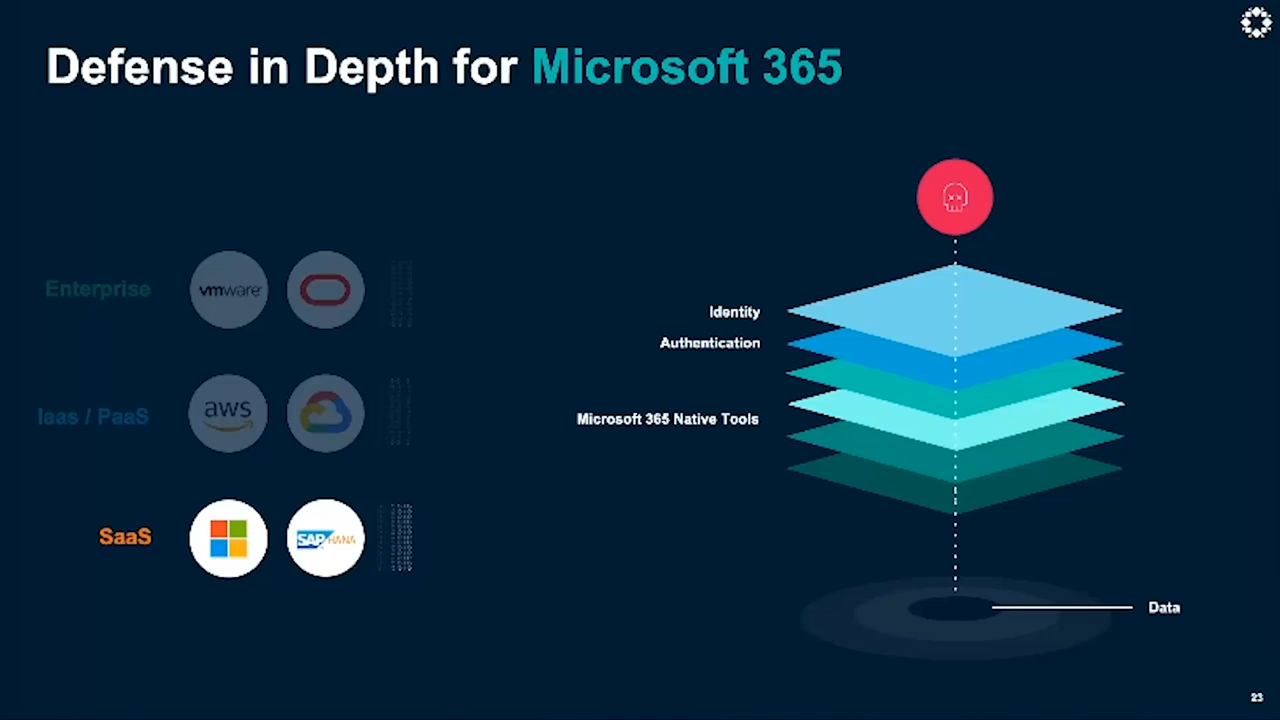 Defense in Depth for Microsoft 365
Enterprise
vmware
Iaas / PaaS
aws
SaaS
SAP HANA
Identity
Authentication
Microsoft 365 Native Tools
Data
23